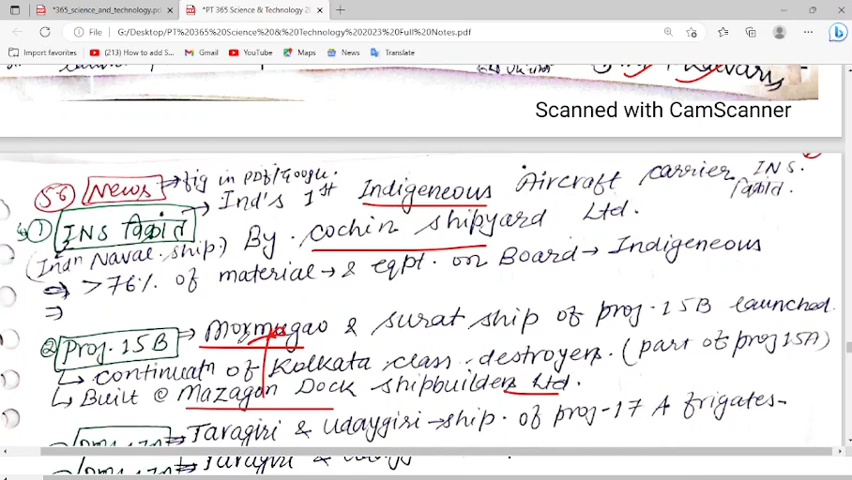 *365_science_and_technology.pd
*PT 365 Science & Technology 2
File
G:/Desktop/PT%20365%20Science%20&%20Technology%202023%20Full%20Notes.pdf
Import favorites
(213) How to add S...
Gmail
YouTube
Maps
News
Translate
Scanned with CamScanner
56 News → fig in PDF/Google.
① INS विक्रांत → Ind's 1st Indigeneous Aircraft carrier INS.
(Indn Naval ship) By cochin shipyard Ltd.
⇒ >76% of material → & eqpt. on Board → Indigeneous
⇒
② Proj. 15B → Mormugao & surat ship of proj. 15B launched.
↳ continuatn of Kolkata class destroyers. (part of proj 15A)
↳ Built @ Mazagon Dock shipbuilders Ltd.
→ Taragiri & Udaygiri → ship. of proj-17 A frigates-